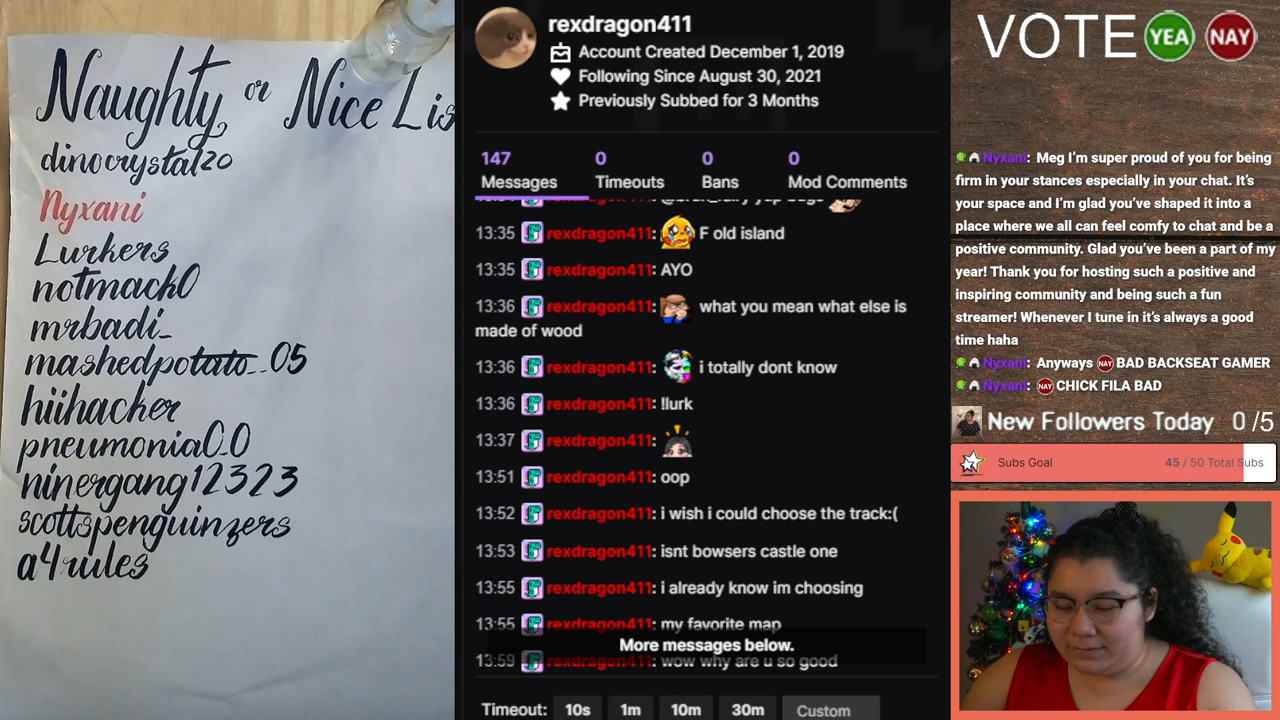 Naughty or Nice Lis
dinocrystal20
Nyxani
Lurkers
notmack0
mrbadi_
mashedpotato_05
hiihacker
pneumonia0_0
ninergang12323
scottspenguinzers
a4rules
rexdragon411
Account Created December 1, 2019
Following Since August 30, 2021
Previously Subbed for 3 Months
147 0 0 0
Messages Timeouts Bans Mod Comments
13:35 rexdragon411: F old island
13:35 rexdragon411: AYO
13:36 rexdragon411: what you mean what else is
made of wood
13:36 rexdragon411: i totally dont know
13:36 rexdragon411: !lurk
13:37 rexdragon411:
13:51 rexdragon411: oop
13:52 rexdragon411: i wish i could choose the track:(
13:53 rexdragon411: isnt bowsers castle one
13:55 rexdragon411: i already know im choosing
13:55 rexdragon411: my favorite map
More messages below.
13:59 rexdragon411: wow why are u so good
Timeout: 10s 1m 10m 30m Custom
VOTE YEA NAY
Nyxani: Meg I’m super proud of you for being
firm in your stances especially in your chat. It’s
your space and I’m glad you’ve shaped it into a
place where we all can feel comfy to chat and be a
positive community. Glad you’ve been a part of my
year! Thank you for hosting such a positive and
inspiring community and being such a fun
streamer! Whenever I tune in it’s always a good
time haha
Nyxani: Anyways NAY BAD BACKSEAT GAMER
Nyxani: NAY CHICK FILA BAD
New Followers Today 0 /5
Subs Goal 45 / 50 Total Subs